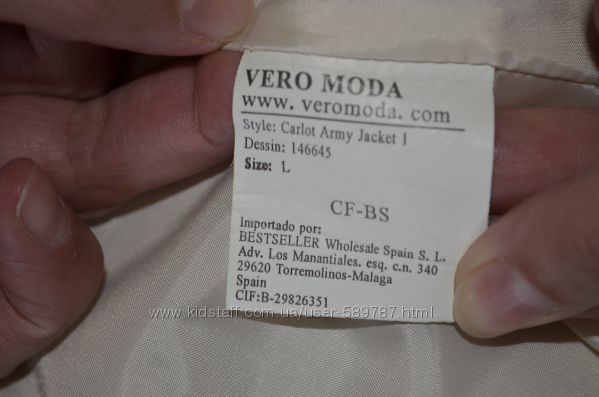 VERO MODA
www. veromoda. com
Style: Carlot Army Jacket 1
Dessin: 146645
Size: L
CF-BS
Importado por:
BESTSELLER Wholesale Spain S. L.
Adv. Los Manantiales. esq. c.n. 340
29620 Torremolinos-Malaga
Spain
CIF:B-29826351
www.kidstaff.com.ua/user-589787.html